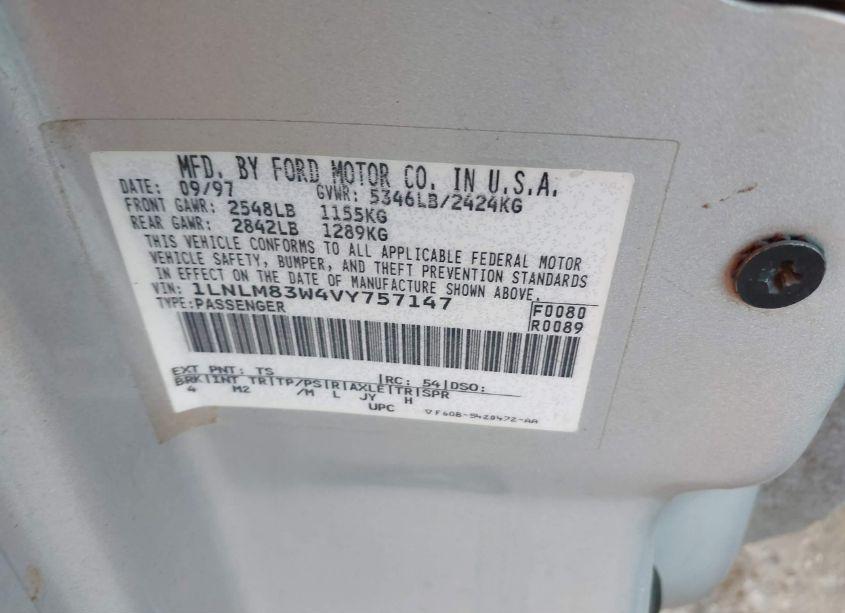 MFD. BY FORD MOTOR CO. IN U.S.A.
DATE: 09/97 GVWR: 5346LB/2424KG
FRONT GAWR: 2548LB 1155KG
REAR GAWR: 2842LB 1289KG
THIS VEHICLE CONFORMS TO ALL APPLICABLE FEDERAL MOTOR
VEHICLE SAFETY, BUMPER, AND THEFT PREVENTION STANDARDS
IN EFFECT ON THE DATE OF MANUFACTURE SHOWN ABOVE.
VIN: 1LNLM83W4VY757147 F0080
TYPE:PASSENGER R0089
EXT PNT: TS RC: 54 DSO:
BRK INT TR TP/PS R AXLE TR SPR
4 M2 /M L JY H
UPC